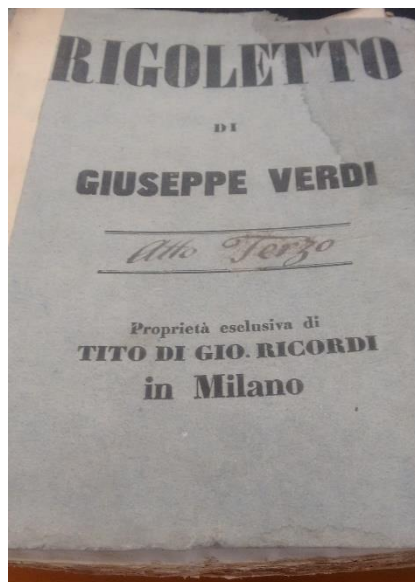 RIGOLETTO
DI
GIUSEPPE VERDI
Atto Terzo
Proprietà esclusiva di
TITO DI GIO. RICORDI
in Milano